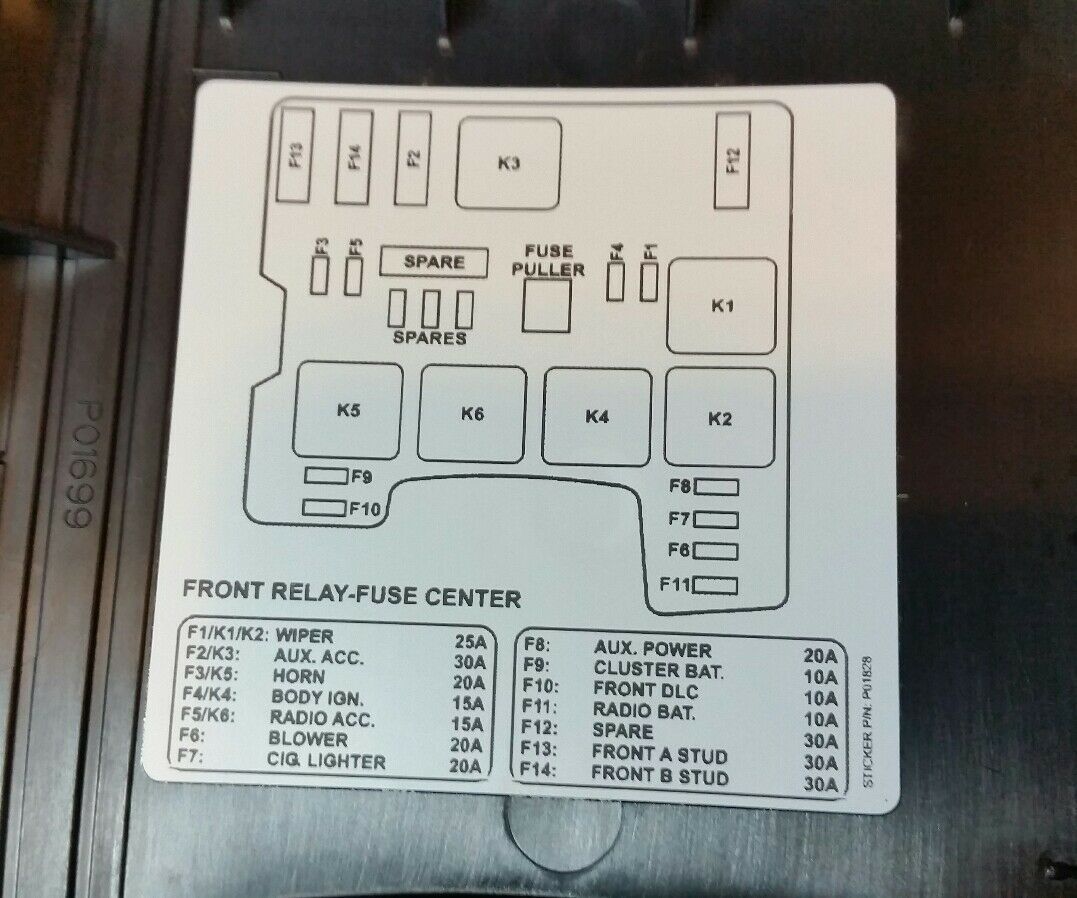 F13
F14
F2
K3
F12
F3
F5
SPARE
FUSE
PULLER
F4
F1
K1
SPARES
K5
K6
K4
K2
F9
F10
F8
F7
F6
F11
FRONT RELAY-FUSE CENTER
F1/K1/K2: WIPER 25A
F2/K3: AUX. ACC. 30A
F3/K5: HORN 20A
F4/K4: BODY IGN. 15A
F5/K6: RADIO ACC. 15A
F6: BLOWER 20A
F7: CIG. LIGHTER 20A
F8: AUX. POWER 20A
F9: CLUSTER BAT. 10A
F10: FRONT DLC 10A
F11: RADIO BAT. 10A
F12: SPARE 30A
F13: FRONT A STUD 30A
F14: FRONT B STUD 30A
STICKER P/N. P01828
P01699